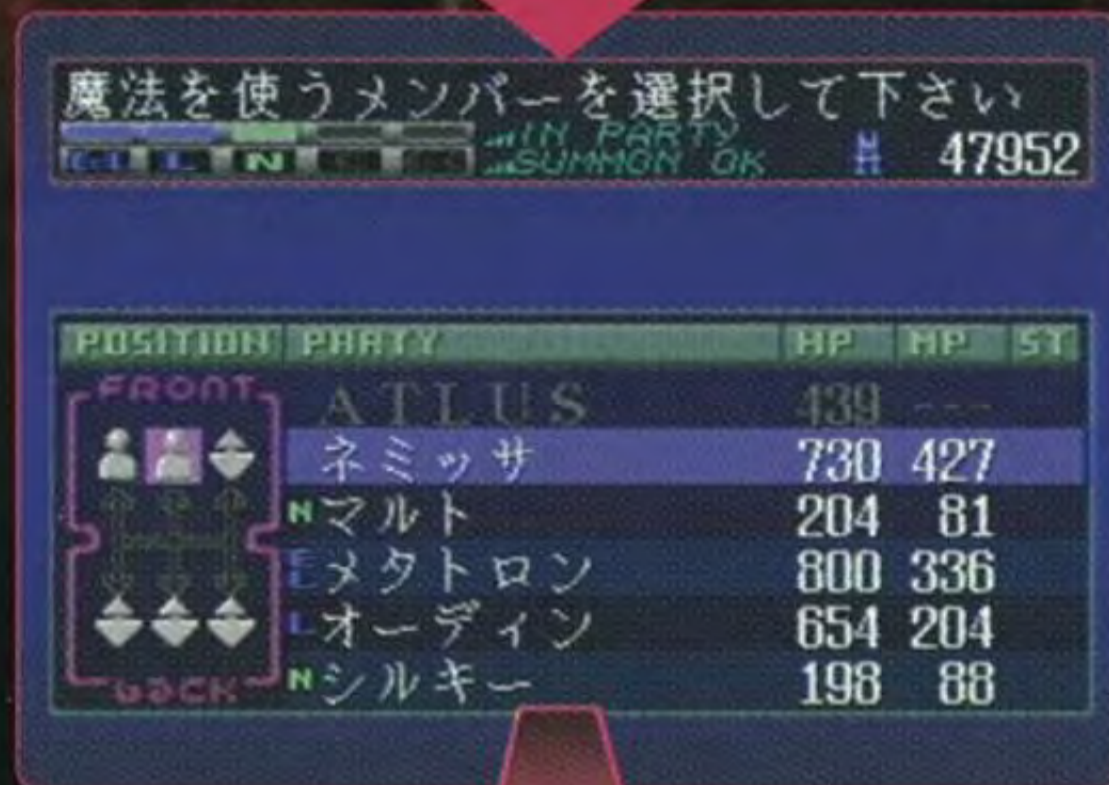 魔法を使うメンバーを選択して下さい
L N IN PARTY
SUMMON OK 47952
POSITION PARTY HP MP ST
FRONT
ATLUS 439 ---
ネミッサ 730 427
N マルト 204 81
メタトロン 800 336
L オーディン 654 204
N シルキー 198 88
BACK